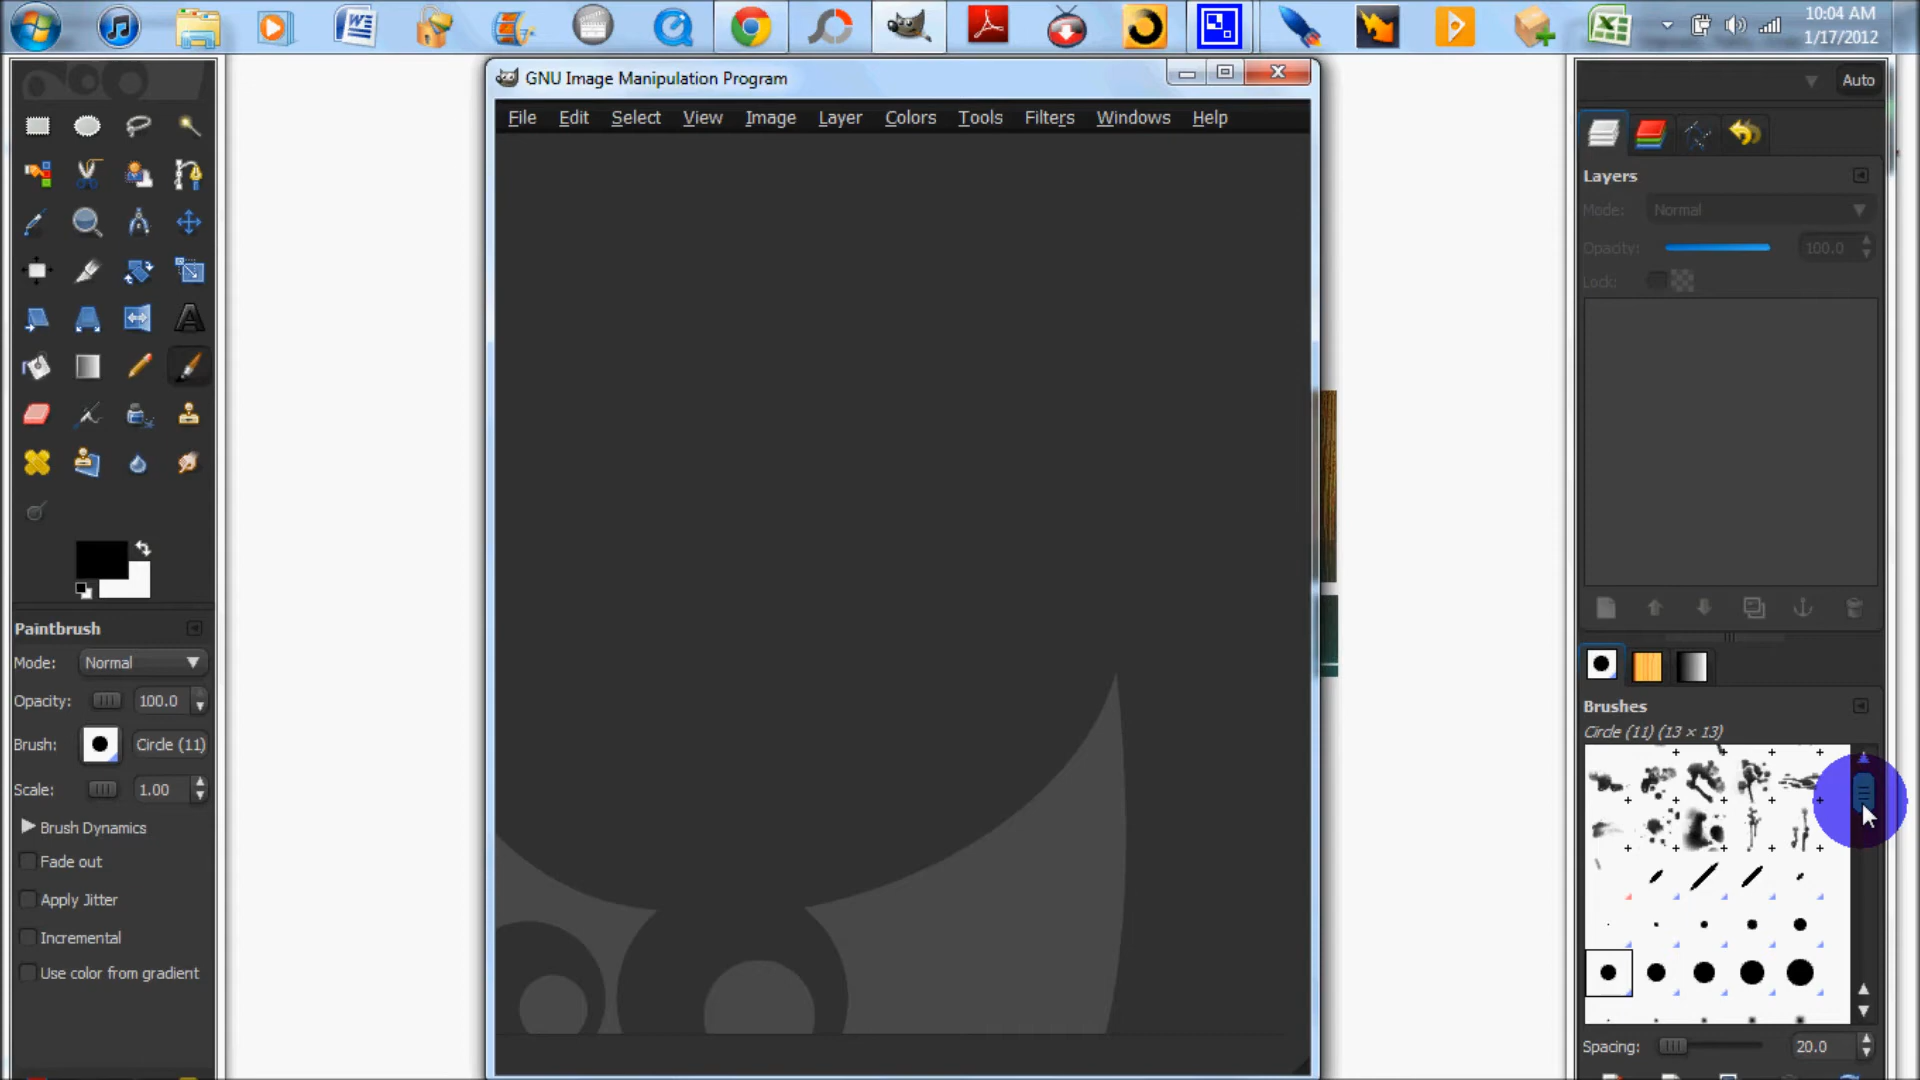 10:04 AM
1/17/2012
GNU Image Manipulation Program
File Edit Select View Image Layer Colors Tools Filters Windows Help
Auto
Layers
Mode: Normal
Opacity: 100.0
Lock:
Paintbrush
Mode: Normal
Opacity: 100.0
Brush: Circle (11)
Scale: 1.00
Brush Dynamics
Fade out
Apply Jitter
Incremental
Use color from gradient
Brushes
Circle (11) (13 × 13)
Spacing: 20.0